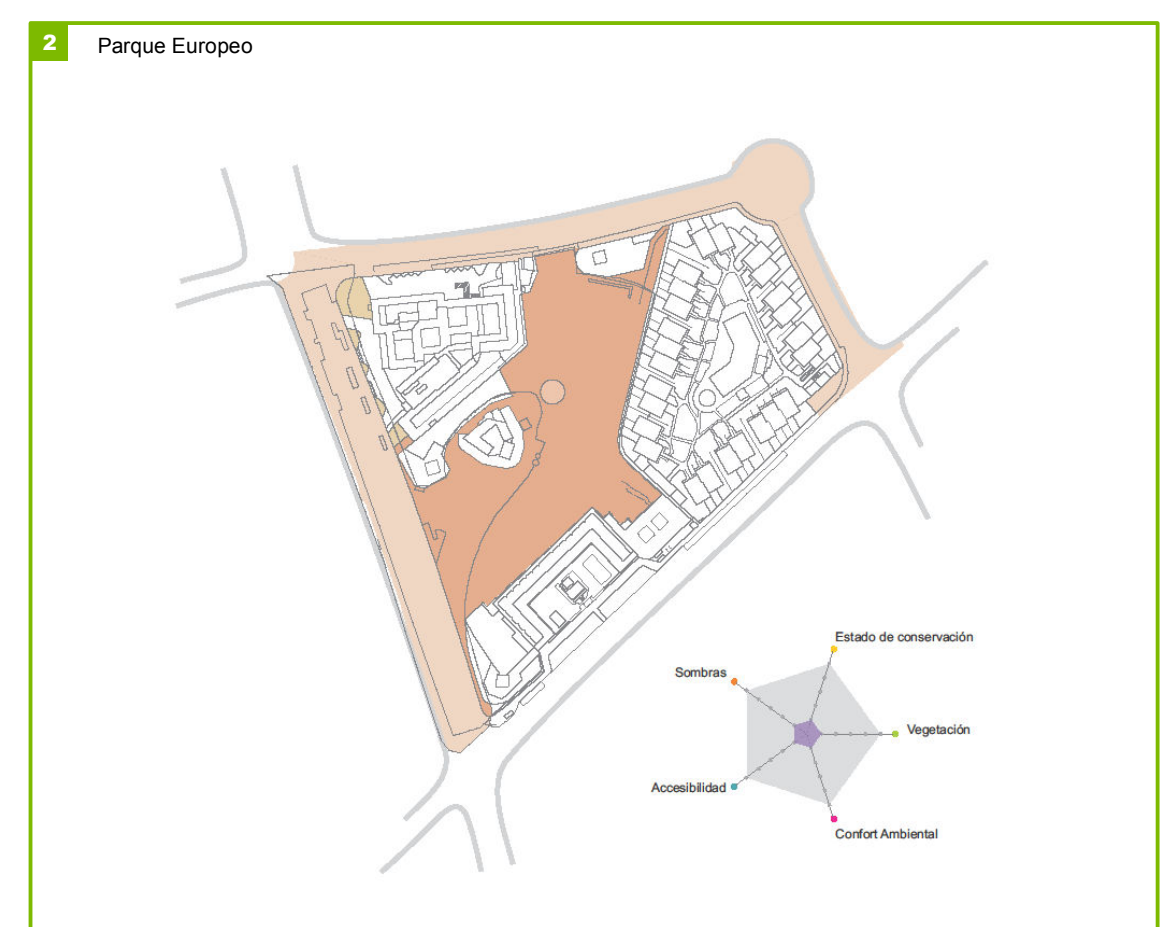 2
Parque Europeo
Estado de conservación
Sombras
Vegetación
Accesibilidad
Confort Ambiental